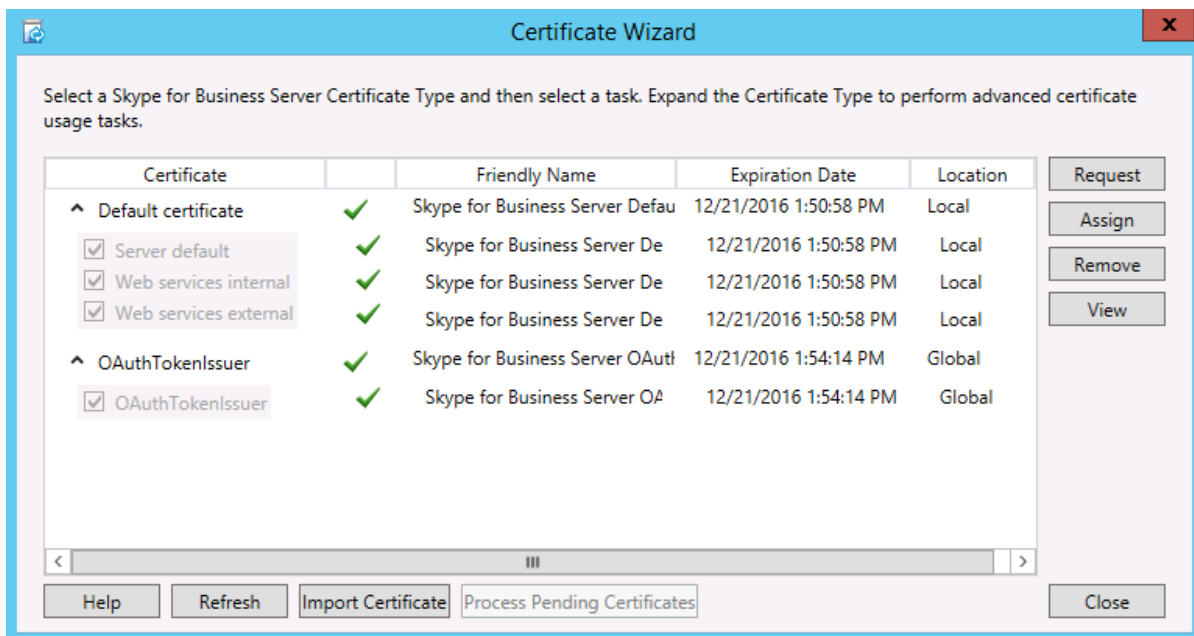 Certificate Wizard
x
Select a Skype for Business Server Certificate Type and then select a task. Expand the Certificate Type to perform advanced certificate
usage tasks.
Certificate Friendly Name Expiration Date Location
Default certificate Skype for Business Server Defau 12/21/2016 1:50:58 PM Local
Server default Skype for Business Server De 12/21/2016 1:50:58 PM Local
Web services internal Skype for Business Server De 12/21/2016 1:50:58 PM Local
Web services external Skype for Business Server De 12/21/2016 1:50:58 PM Local
OAuthTokenIssuer Skype for Business Server OAuth 12/21/2016 1:54:14 PM Global
OAuthTokenIssuer Skype for Business Server OA 12/21/2016 1:54:14 PM Global
Request
Assign
Remove
View
Help Refresh Import Certificate Process Pending Certificates Close